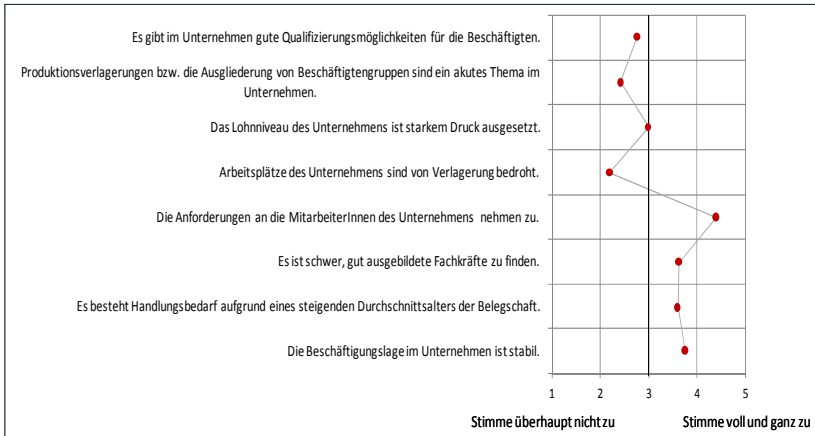 Es gibt im Unternehmen gute Qualifizierungsmöglichkeiten für die Beschäftigten.
Produktionsverlagerungen bzw. die Ausgliederung von Beschäftigtengruppen sind ein akutes Thema im
Unternehmen.
Das Lohnniveau des Unternehmens ist starkem Druck ausgesetzt.
Arbeitsplätze des Unternehmens sind von Verlagerung bedroht.
Die Anforderungen an die MitarbeiterInnen des Unternehmens nehmen zu.
Es ist schwer, gut ausgebildete Fachkräfte zu finden.
Es besteht Handlungsbedarf aufgrund eines steigenden Durchschnittsalters der Belegschaft.
Die Beschäftigungslage im Unternehmen ist stabil.
1 2 3 4 5
Stimme überhaupt nicht zu Stimme voll und ganz zu